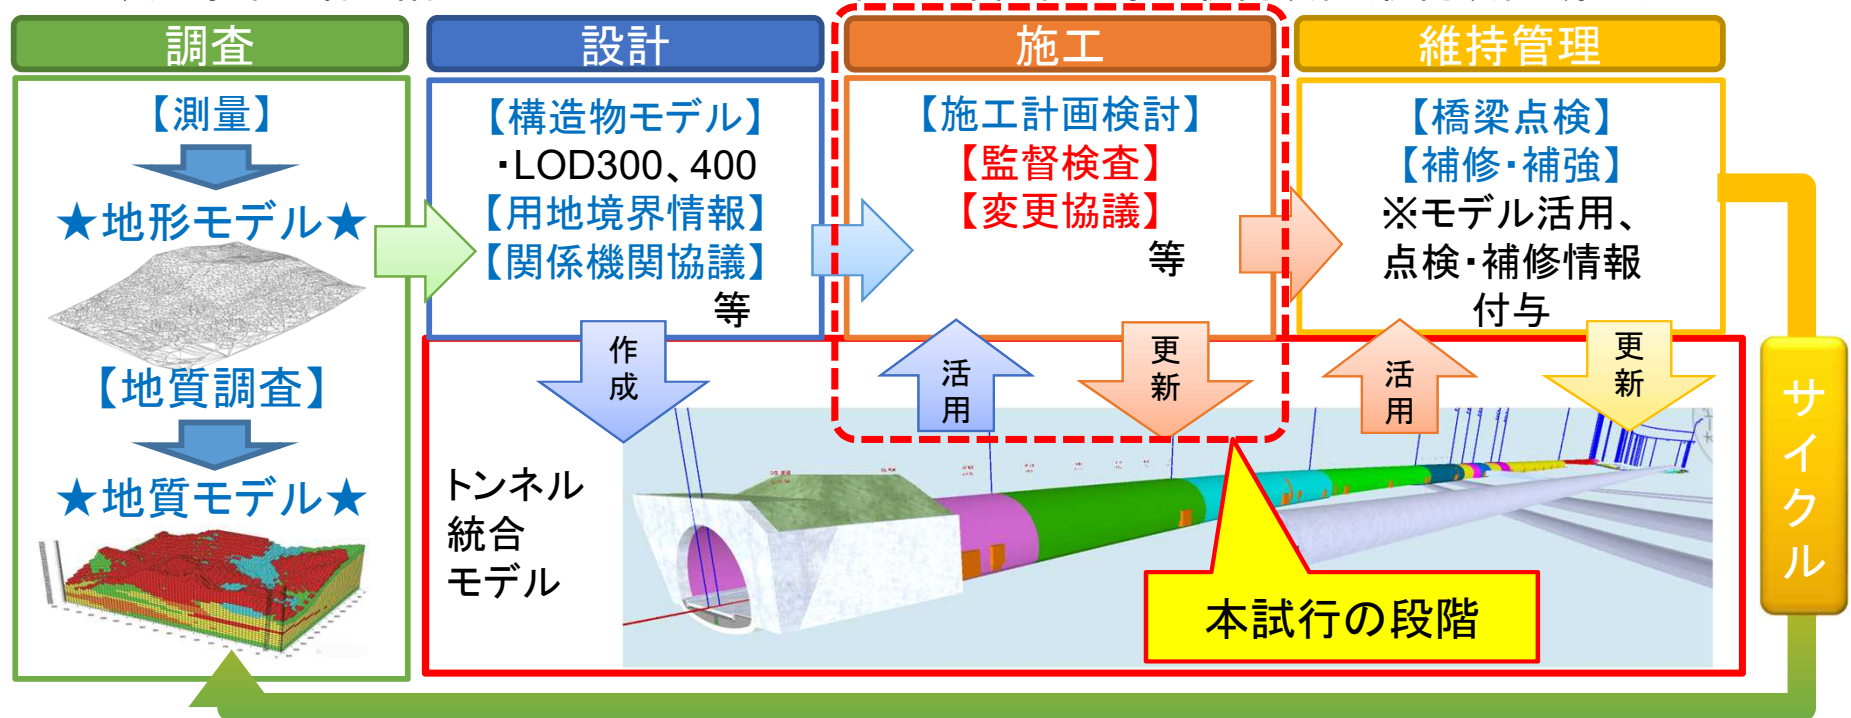 調査
【測量】
★地形モデル★
【地質調査】
★地質モデル★
設計
【構造物モデル】
・LOD300、400
【用地境界情報】
【関係機関協議】
等
施工
【施工計画検討】
【監督検査】
【変更協議】
等
維持管理
【橋梁点検】
【補修・補強】
※モデル活用、
点検・補修情報
付与
作成
活用
更新
活用
更新
トンネル
統合
モデル
本試行の段階
サイクル